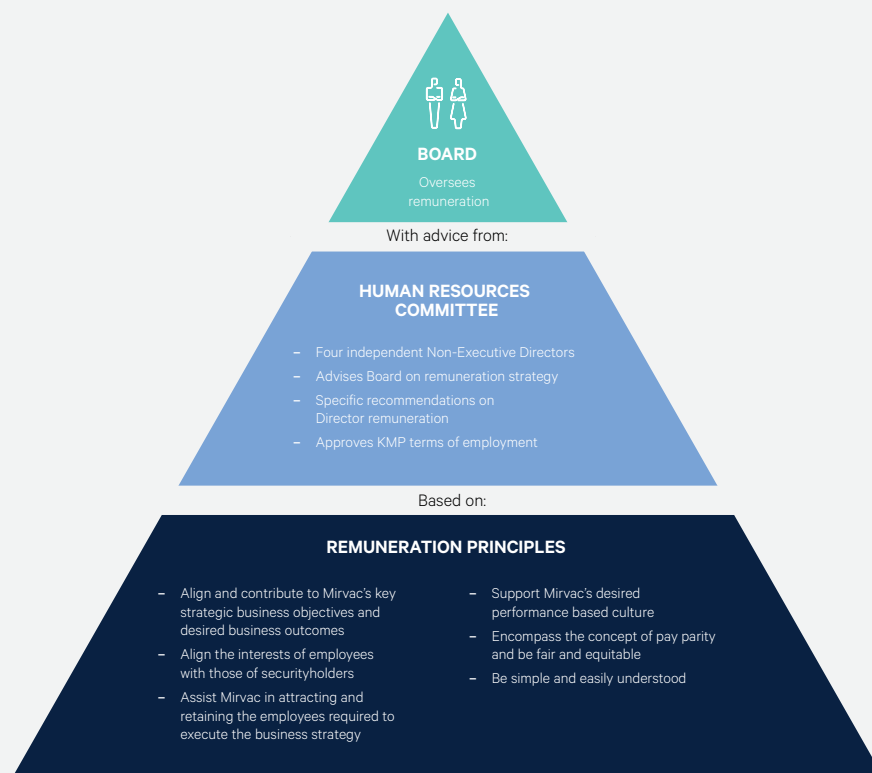 BOARD
Oversees
remuneration
With advice from:
HUMAN RESOURCES
COMMITTEE
– Four independent Non-Executive Directors
– Advises Board on remuneration strategy
– Specific recommendations on
Director remuneration
– Approves KMP terms of employment
Based on:
REMUNERATION PRINCIPLES
– Align and contribute to Mirvac’s key
strategic business objectives and
desired business outcomes
– Align the interests of employees
with those of securityholders
– Assist Mirvac in attracting and
retaining the employees required to
execute the business strategy
– Support Mirvac’s desired
performance based culture
– Encompass the concept of pay parity
and be fair and equitable
– Be simple and easily understood